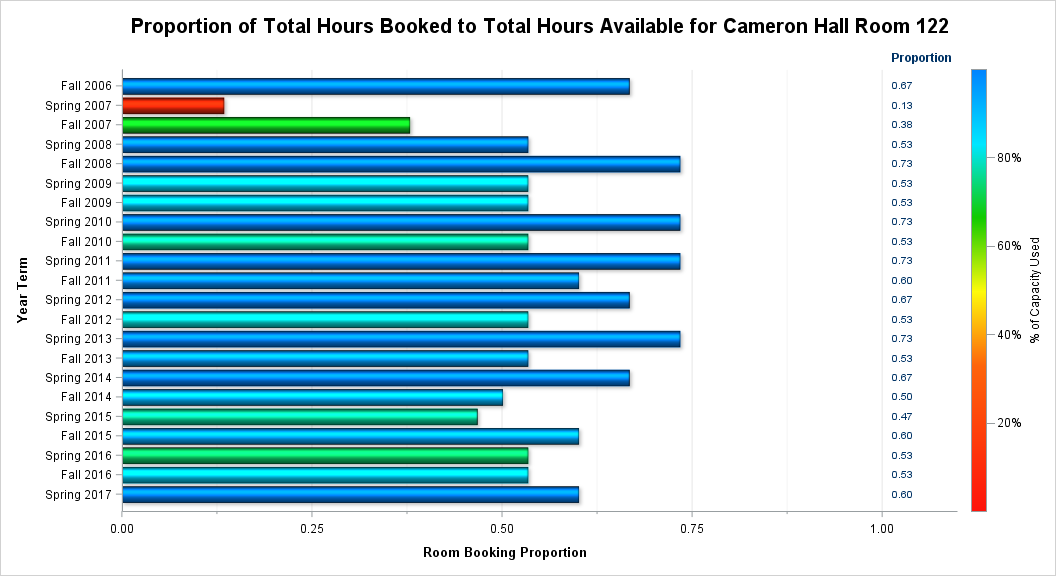 Proportion of Total Hours Booked to Total Hours Available for Cameron Hall Room 122
Proportion
Fall 2006 0.67
Spring 2007 0.13
Fall 2007 0.38
Spring 2008 0.53
Fall 2008 0.73
Spring 2009 0.53
Fall 2009 0.53
Spring 2010 0.73
Fall 2010 0.53
Spring 2011 0.73
Fall 2011 0.60
Spring 2012 0.67
Fall 2012 0.53
Spring 2013 0.73
Fall 2013 0.53
Spring 2014 0.67
Fall 2014 0.50
Spring 2015 0.47
Fall 2015 0.60
Spring 2016 0.53
Fall 2016 0.53
Spring 2017 0.60
Year Term
0.00 0.25 0.50 0.75 1.00
Room Booking Proportion
80%
60%
40%
20%
% of Capacity Used